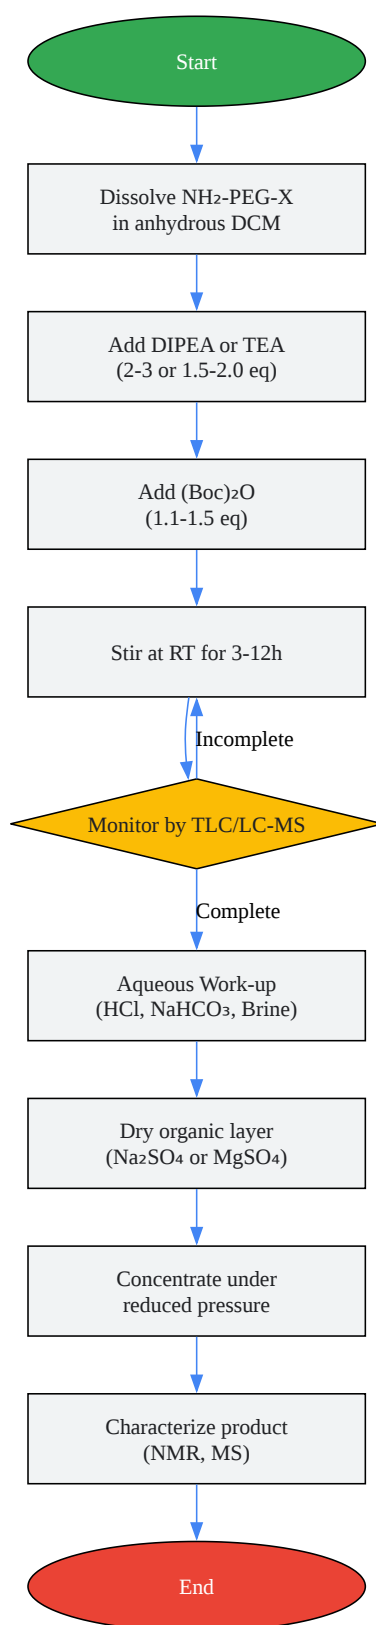 Start
Dissolve NH₂-PEG-X
in anhydrous DCM
Add DIPEA or TEA
(2-3 or 1.5-2.0 eq)
Add (Boc)₂O
(1.1-1.5 eq)
Stir at RT for 3-12h
Incomplete
Monitor by TLC/LC-MS
Complete
Aqueous Work-up
(HCl, NaHCO₃, Brine)
Dry organic layer
(Na₂SO₄ or MgSO₄)
Concentrate under
reduced pressure
Characterize product
(NMR, MS)
End